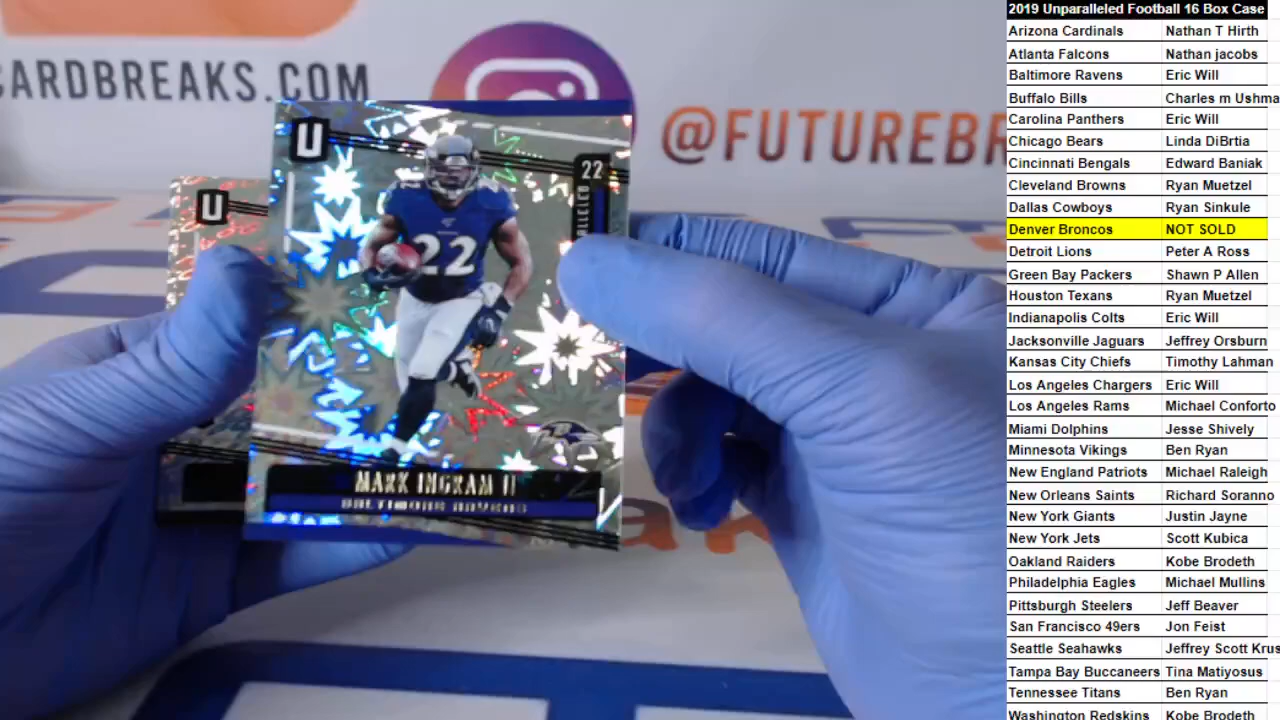 CARDBREAKS.COM
@FUTUREBR
U
U
22
22
MARK INGRAM II
BALTIMORE RAVENS
2019 Unparalleled Football 16 Box Case
Arizona Cardinals Nathan T Hirth
Atlanta Falcons Nathan jacobs
Baltimore Ravens Eric Will
Buffalo Bills Charles m Ushma
Carolina Panthers Eric Will
Chicago Bears Linda DiBrtia
Cincinnati Bengals Edward Baniak
Cleveland Browns Ryan Muetzel
Dallas Cowboys Ryan Sinkule
Denver Broncos NOT SOLD
Detroit Lions Peter A Ross
Green Bay Packers Shawn P Allen
Houston Texans Ryan Muetzel
Indianapolis Colts Eric Will
Jacksonville Jaguars Jeffrey Orsburn
Kansas City Chiefs Timothy Lahman
Los Angeles Chargers Eric Will
Los Angeles Rams Michael Conforto
Miami Dolphins Jesse Shively
Minnesota Vikings Ben Ryan
New England Patriots Michael Raleigh
New Orleans Saints Richard Soranno
New York Giants Justin Jayne
New York Jets Scott Kubica
Oakland Raiders Kobe Brodeth
Philadelphia Eagles Michael Mullins
Pittsburgh Steelers Jeff Beaver
San Francisco 49ers Jon Feist
Seattle Seahawks Jeffrey Scott Krus
Tampa Bay Buccaneers Tina Matiyosus
Tennessee Titans Ben Ryan
Washington Redskins Kobe Brodeth